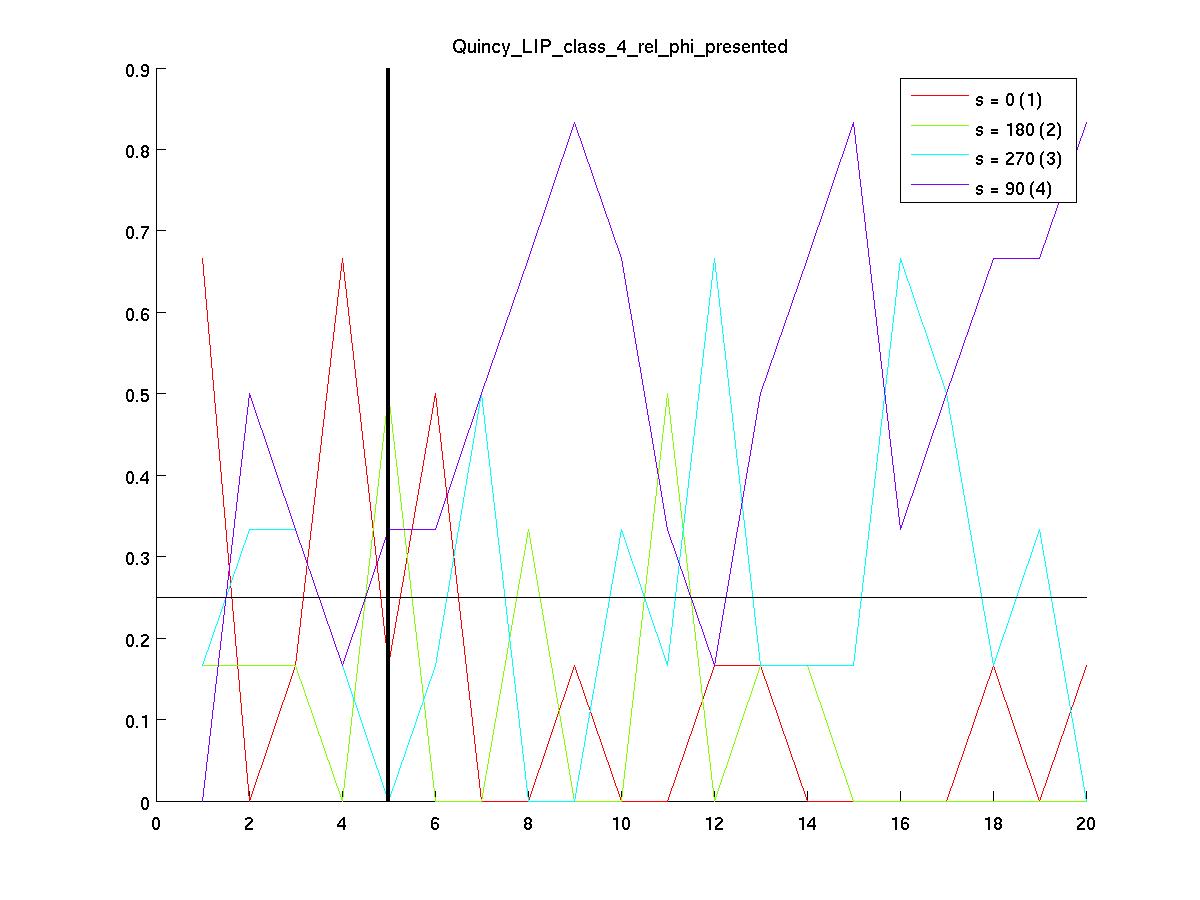 Quincy_LIP_class_4_rel_phi_presented
0.9
0.8
0.7
0.6
0.5
0.4
0.3
0.2
0.1
0
s = 0 (1)
s = 180 (2)
s = 270 (3)
s = 90 (4)
0 2 4 6 8 10 12 14 16 18 20